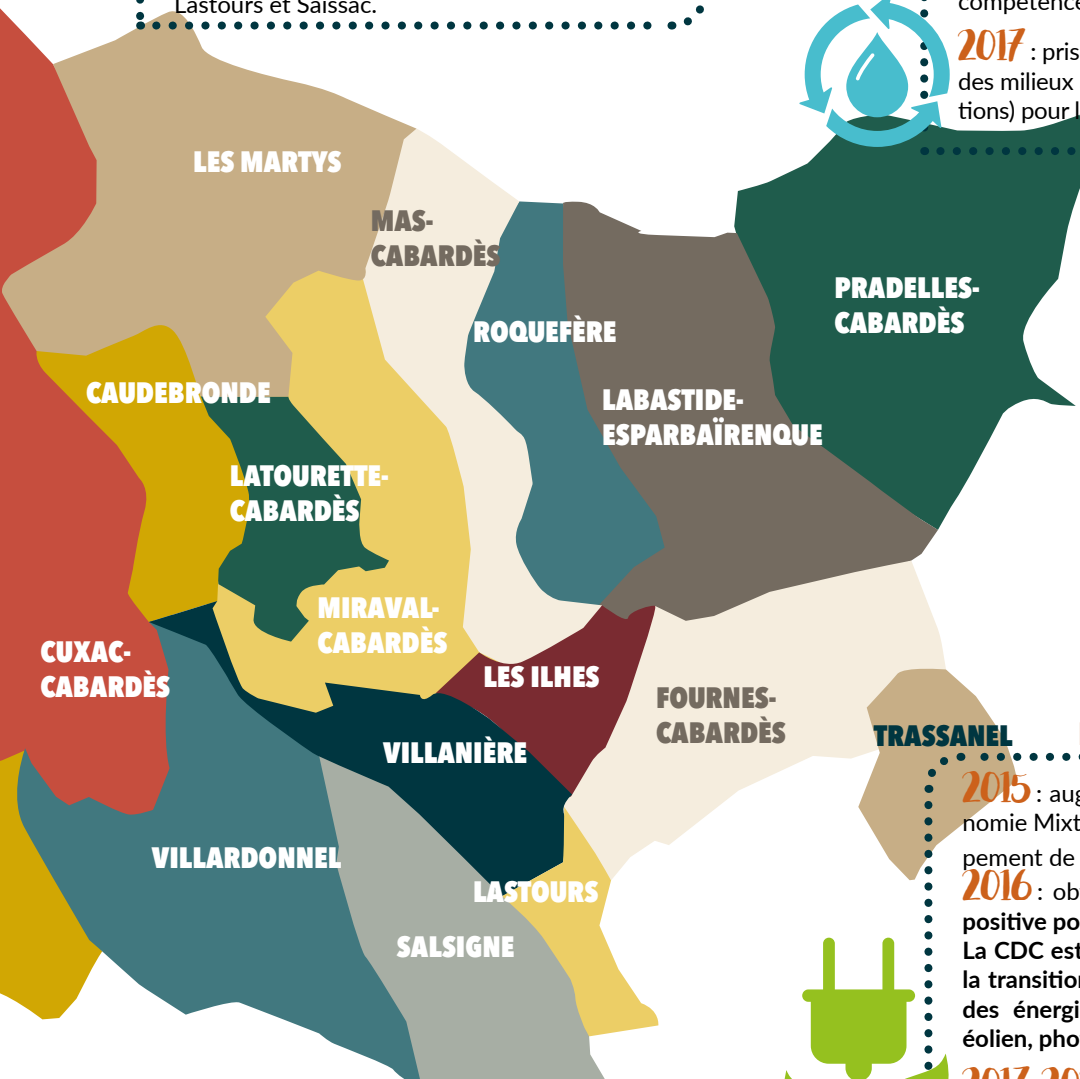 Lastours et Saissac.
2017 : pris
des milieux
tions) pour l
LES MARTYS
MAS-
CABARDÈS
ROQUEFÈRE
LABASTIDE-
ESPARBAÏRENQUE
PRADELLES-
CABARDÈS
CAUDEBRONDE
LATOURETTE-
CABARDÈS
MIRAVAL-
CABARDÈS
CUXAC-
CABARDÈS
LES ILHES
FOURNES-
CABARDÈS
TRASSANEL
VILLANIÈRE
VILLARDONNEL
LASTOURS
SALSIGNE
2015 : aug
nomie Mixt
pement de
2016 : ob
positive po
La CDC est
la transition
des énergi
éolien, pho